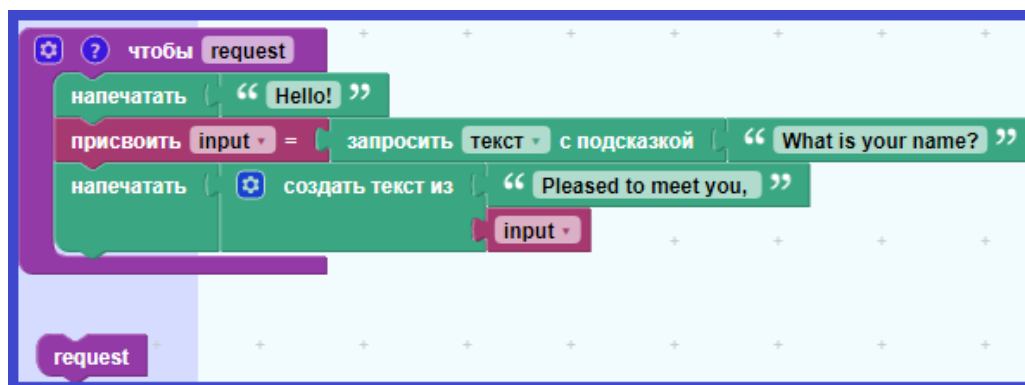 ? чтобы request
напечатать “ Hello! ”
присвоить input = запросить текст с подсказкой “ What is your name? ”
напечатать создать текст из “ Pleased to meet you, ”
input
request